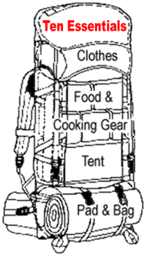 Ten Essentials
Clothes
Food &
Cooking Gear
Tent
Pad & Bag